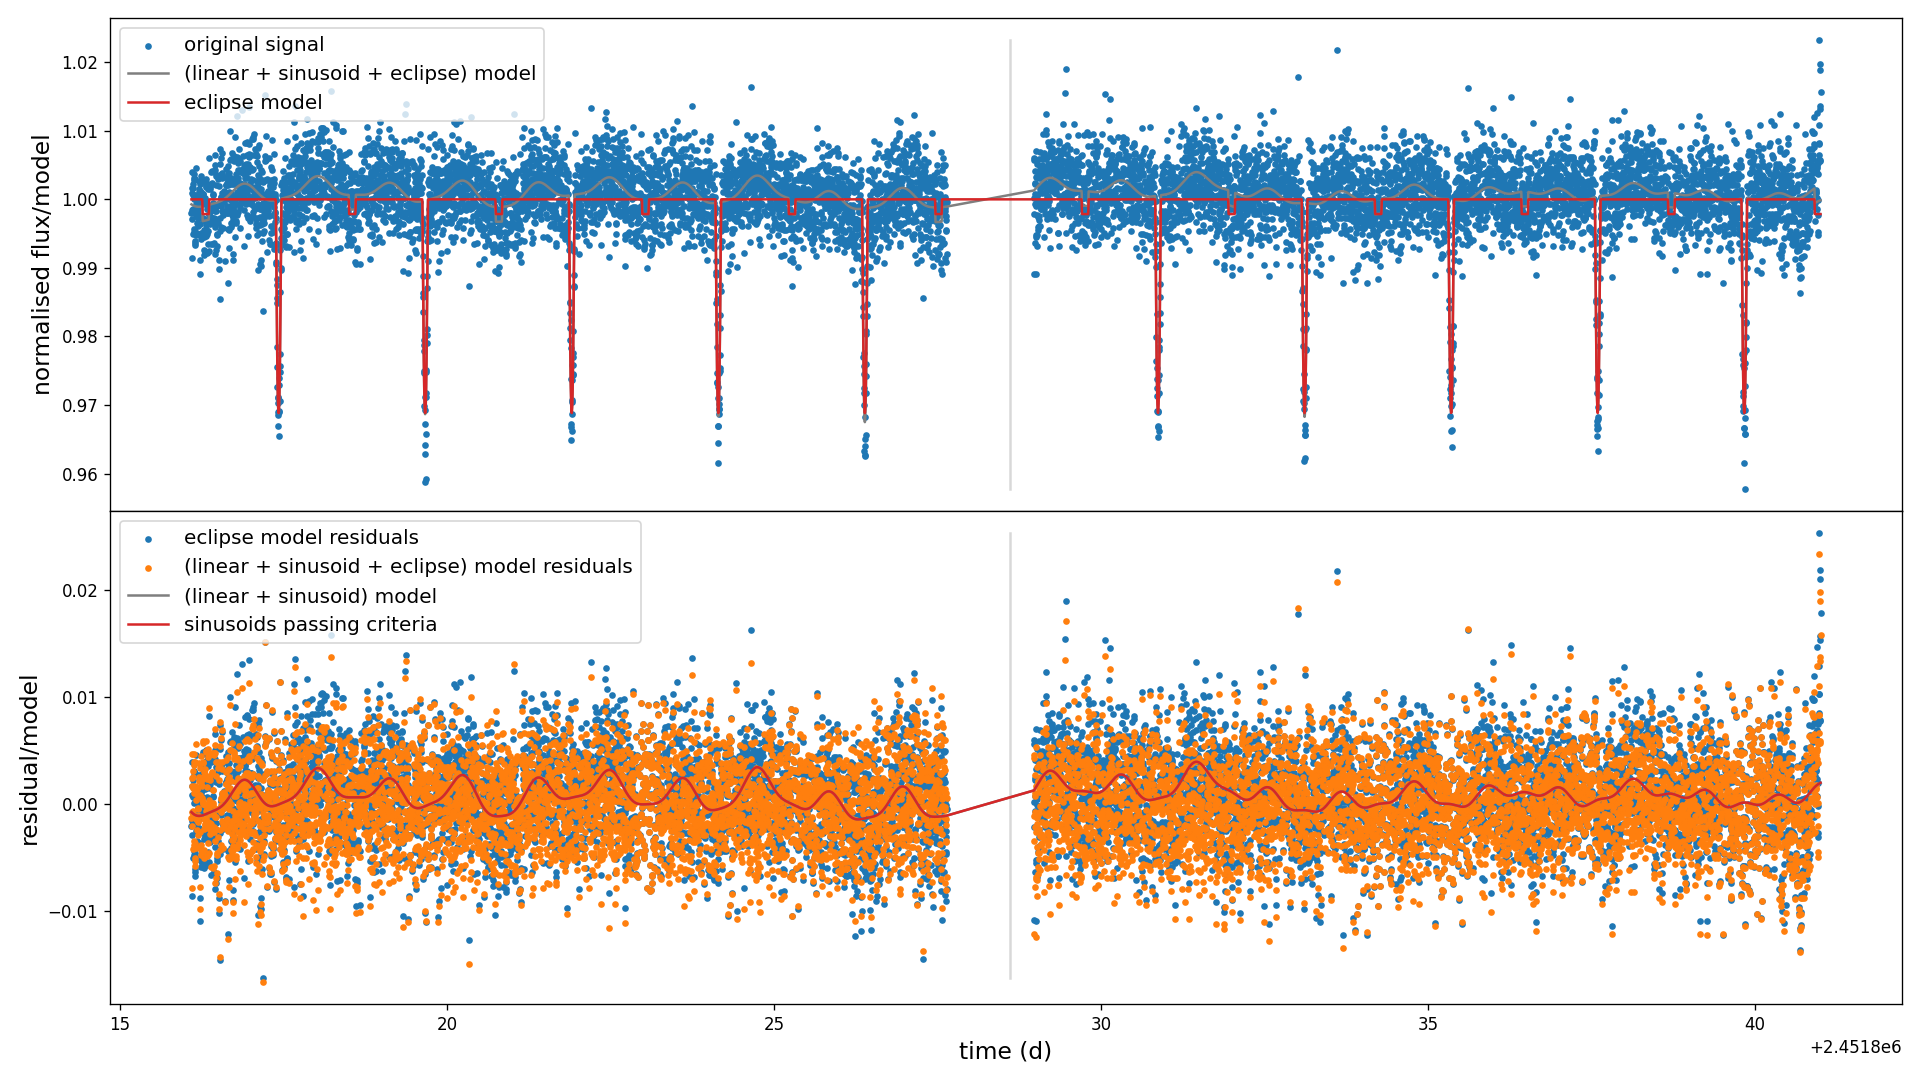 original signal
(linear + sinusoid + eclipse) model
eclipse model
normalised flux/model
1.02
1.01
1.00
0.99
0.98
0.97
0.96
eclipse model residuals
(linear + sinusoid + eclipse) model residuals
(linear + sinusoid) model
sinusoids passing criteria
residual/model
0.02
0.01
0.00
−0.01
15 20 25 30 35 40
time (d)
+2.4518e6